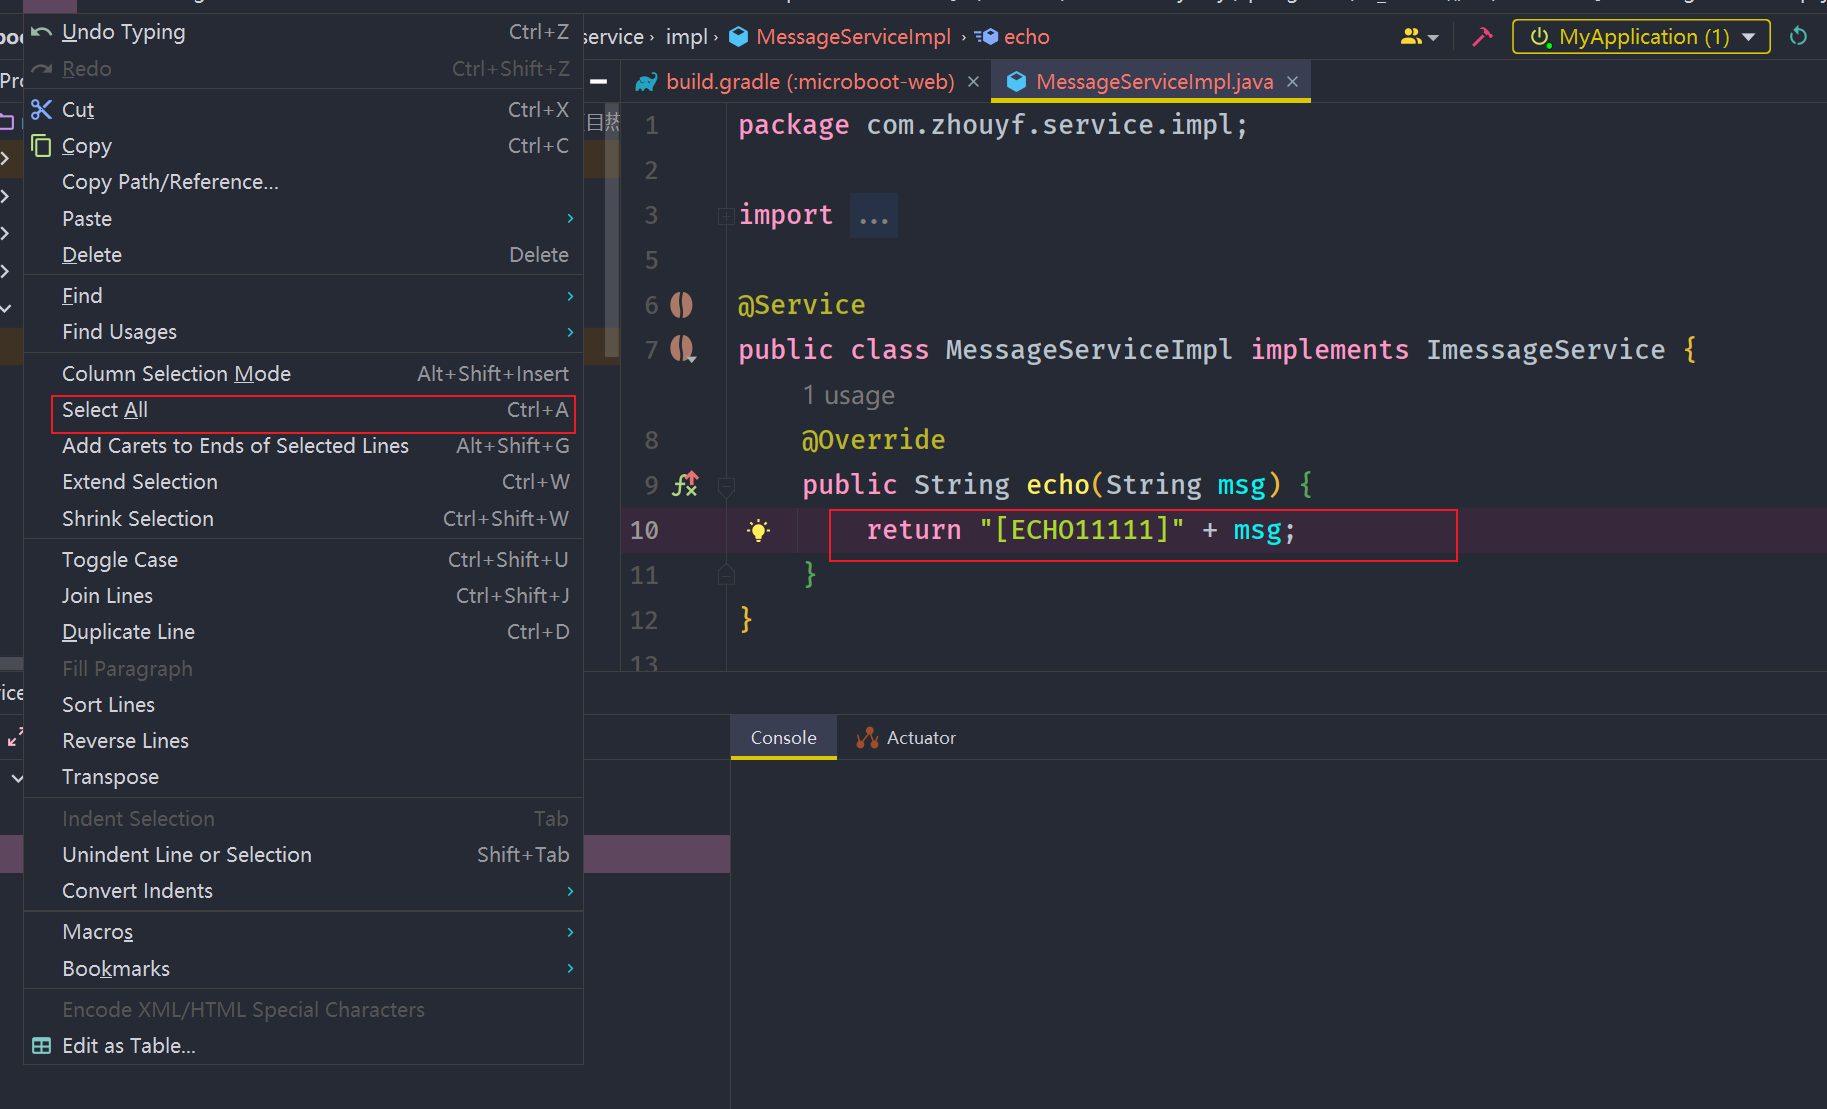 Undo Typing Ctrl+Z
Redo Ctrl+Shift+Z
Cut Ctrl+X
Copy Ctrl+C
Copy Path/Reference...
Paste
Delete Delete
Find
Find Usages
Column Selection Mode Alt+Shift+Insert
Select All Ctrl+A
Add Carets to Ends of Selected Lines Alt+Shift+G
Extend Selection Ctrl+W
Shrink Selection Ctrl+Shift+W
Toggle Case Ctrl+Shift+U
Join Lines Ctrl+Shift+J
Duplicate Line Ctrl+D
Fill Paragraph
Sort Lines
Reverse Lines
Transpose
Indent Selection Tab
Unindent Line or Selection Shift+Tab
Convert Indents
Macros
Bookmarks
Encode XML/HTML Special Characters
Edit as Table...
service › impl › MessageServiceImpl › echo
MyApplication (1)
build.gradle (:microboot-web) × MessageServiceImpl.java ×
1 package com.zhouyf.service.impl;
2
3 import ...
5
6 @Service
7 public class MessageServiceImpl implements ImessageService {
1 usage
8 @Override
9 public String echo(String msg) {
10 return "[ECHO11111]" + msg;
11 }
12 }
13
Console Actuator